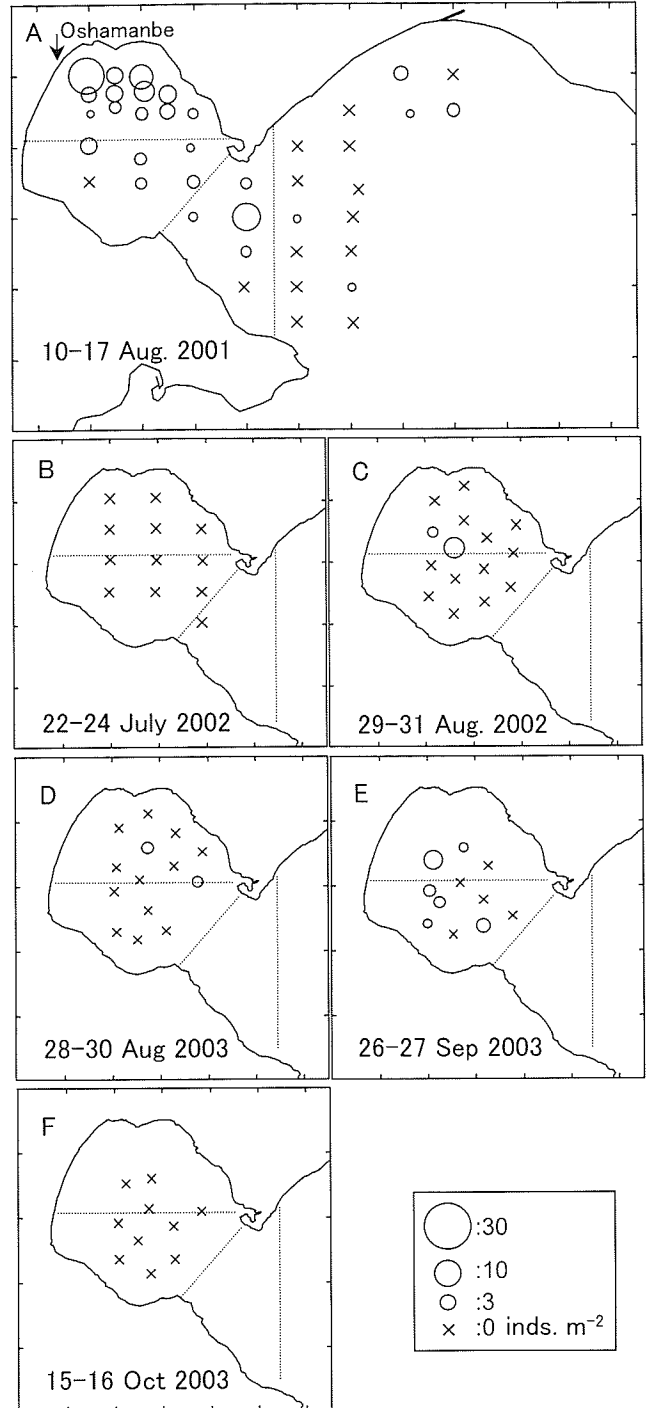 A
Oshamanbe
10-17 Aug. 2001
B
22-24 July 2002
C
29-31 Aug. 2002
D
28-30 Aug 2003
E
26-27 Sep 2003
F
15-16 Oct 2003
:30
:10
:3
:0 inds. m⁻²